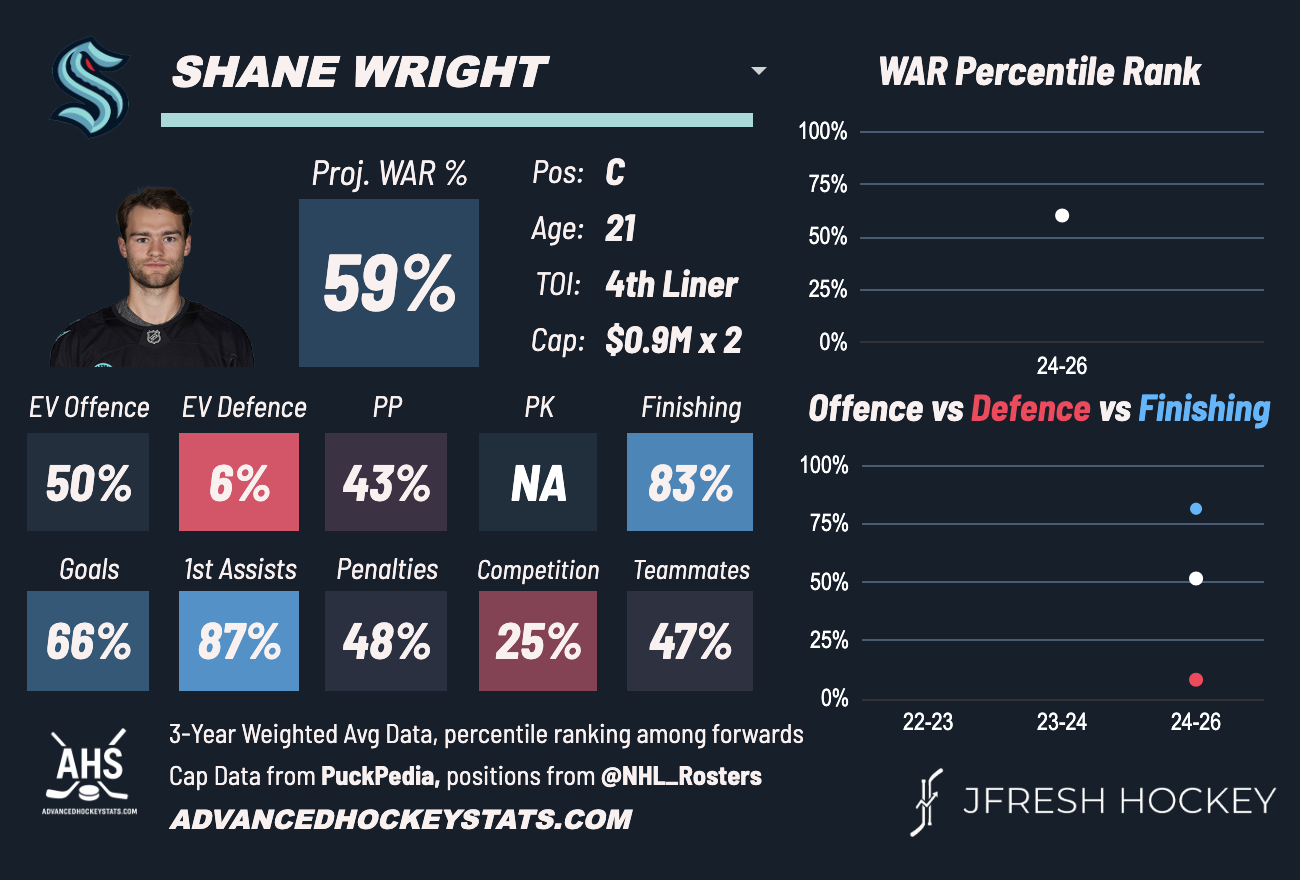 SHANE WRIGHT
Proj. WAR %
59%
Pos: C
Age: 21
TOI: 4th Liner
Cap: $0.9M x 2
EV Offence EV Defence PP PK Finishing
50% 6% 43% NA 83%
Goals 1st Assists Penalties Competition Teammates
66% 87% 48% 25% 47%
AHS
ADVANCEDHOCKEYSTATS.COM
3-Year Weighted Avg Data, percentile ranking among forwards
Cap Data from PuckPedia, positions from @NHL_Rosters
ADVANCEDHOCKEYSTATS.COM
WAR Percentile Rank
100%
75%
50%
25%
0%
24-26
Offence vs Defence vs Finishing
100%
75%
50%
25%
0%
22-23 23-24 24-26
JFRESH HOCKEY